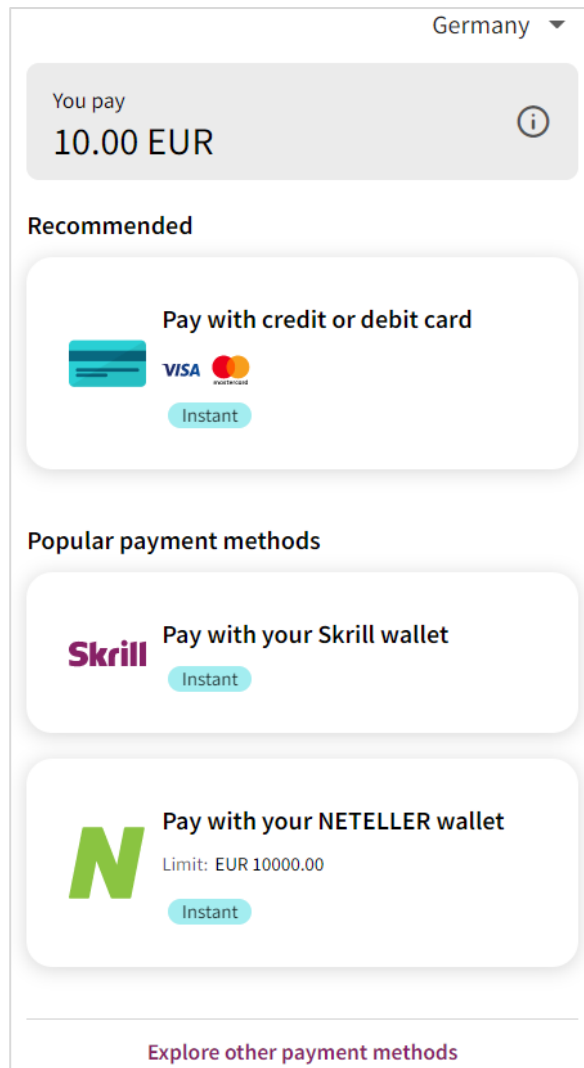 Germany
You pay
10.00 EUR
Recommended
Pay with credit or debit card
VISA mastercard
Instant
Popular payment methods
Skrill
Pay with your Skrill wallet
Instant
N
Pay with your NETELLER wallet
Limit: EUR 10000.00
Instant
Explore other payment methods